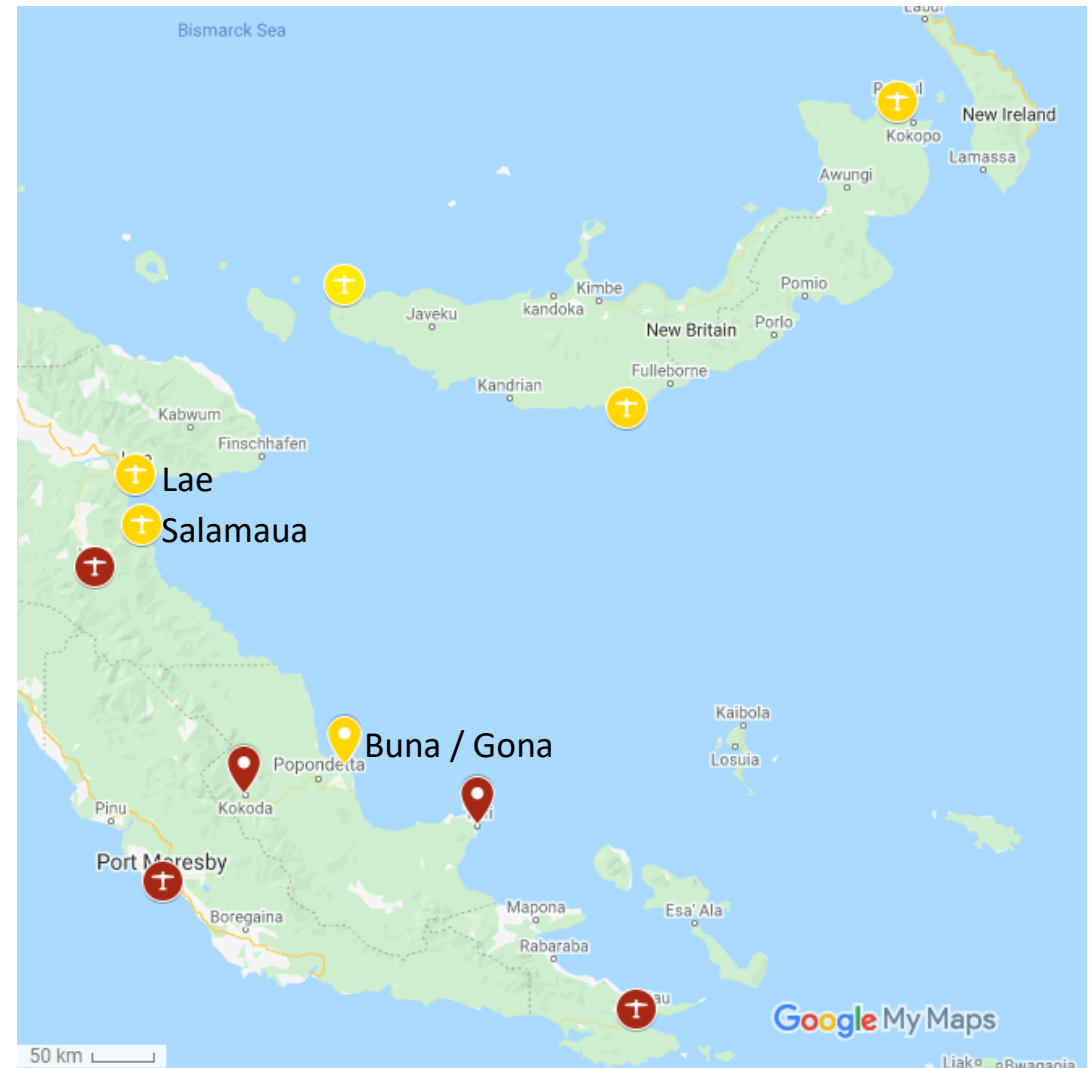 Bismarck Sea
New Ireland
Kokopo
Lamassa
Awungi
Kimbe
kandoka
Pomio
Javeku
New Britain
Porlo
Fulleborne
Kandrian
Kabwum
Finschhafen
Lae
Salamaua
Kaibola
Losuia
Buna / Gona
Popondetta
Kokoda
Pinu
Port Moresby
Boregaina
Mapona
Esa'Ala
Rabaraba
Google My Maps
50 km
Liak
Bwagaoia